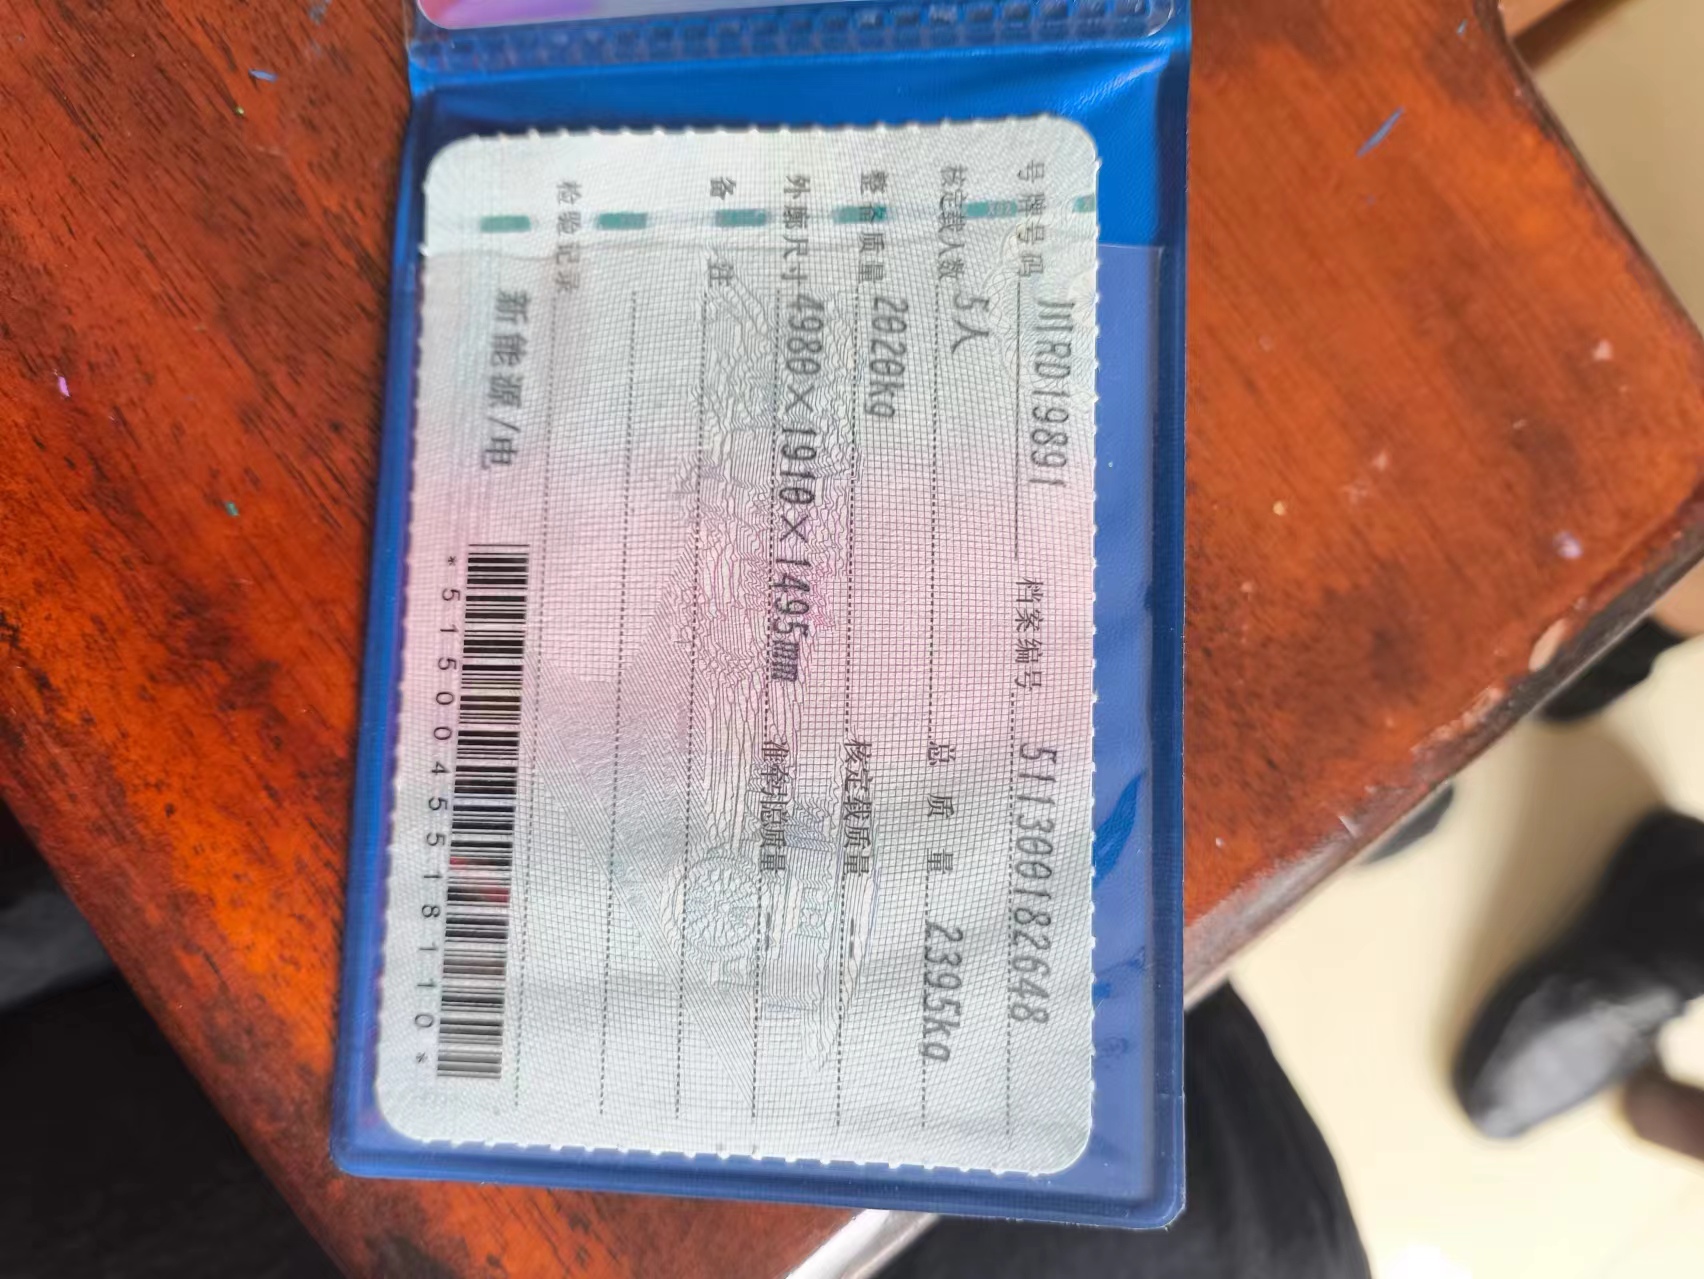 号牌号码 川RD19891 档案编号 511300182648
核定载人数 5人 总质量 2395kg
整备质量 2020kg 核定载质量 --
外廓尺寸 4980×1910×1495mm 准牵引总质量 --
备注
检验记录
新能源/电
*5150045518110*